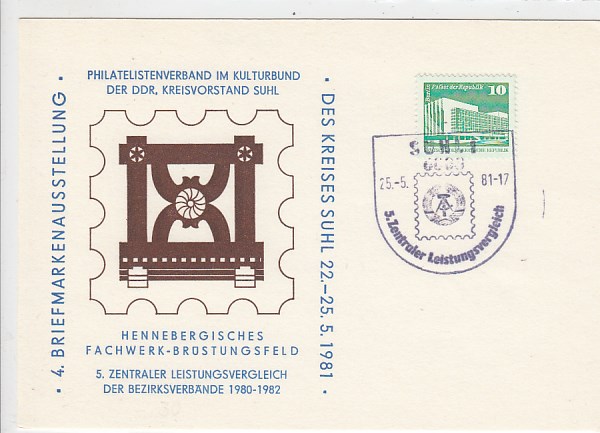 PHILATELISTENVERBAND IM KULTURBUND
DER DDR, KREISVORSTAND SUHL
• 4. BRIEFMARKENAUSSTELLUNG •
DES KREISES SUHL 22.–25.5.1981 •
HENNEBERGISCHES
FACHWERK-BRÜSTUNGSFELD
5. ZENTRALER LEISTUNGSVERGLEICH
DER BEZIRKSVERBÄNDE 1980-1982
Palast der Republik 10
SUHL 1
6000
25.-5. 81-17
5. Zentraler Leistungsvergleich